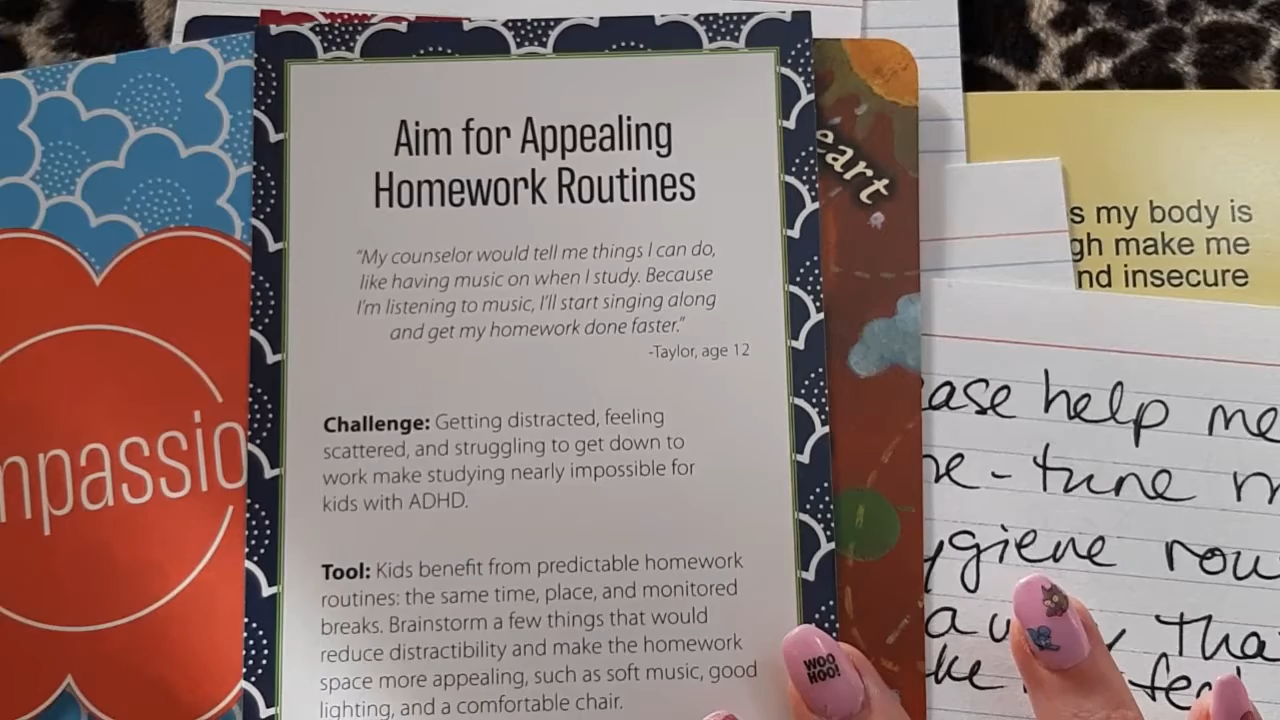 Aim for Appealing
Homework Routines
“My counselor would tell me things I can do,
like having music on when I study. Because
I’m listening to music, I’ll start singing along
and get my homework done faster.”
-Taylor, age 12
Challenge: Getting distracted, feeling
scattered, and struggling to get down to
work make studying nearly impossible for
kids with ADHD.
Tool: Kids benefit from predictable homework
routines: the same time, place, and monitored
breaks. Brainstorm a few things that would
reduce distractibility and make the homework
space more appealing, such as soft music, good
lighting, and a comfortable chair.
mpassio
eart
s my body is
gh make me
nd insecure
ease help me
ne-tune m
ygiene rou
tha
WOO
HOO!